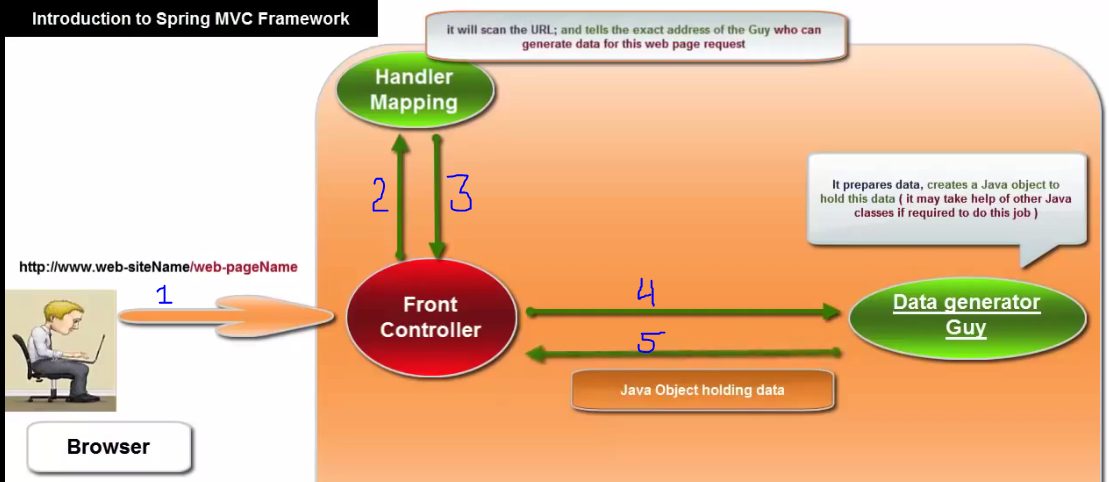 Introduction to Spring MVC Framework
it will scan the URL; and tells the exact address of the Guy who can
generate data for this web page request
Handler
Mapping
2
3
It prepares data, creates a Java object to
hold this data ( it may take help of other Java
classes if required to do this job )
http://www.web-siteName/web-pageName
1
Front
Controller
4
5
Data generator
Guy
Java Object holding data
Browser